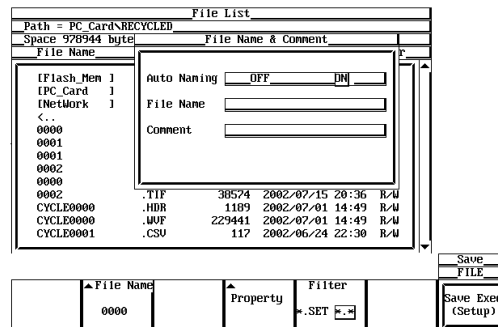 File List
Path = PC_Card\RECYCLED
Space 978944 byte
File Name & Comment
File Name
r
[Flash_Mem ]
Auto Naming OFF ON
[PC_Card ]
[NetWork ]
File Name
<..
0000
Comment
0001
0001
0002
0000
0002 .TIF 38574 2002/07/15 20:36 R/W
CYCLE0000 .HDR 1189 2002/07/01 14:49 R/W
CYCLE0000 .WVF 229441 2002/07/01 14:49 R/W
CYCLE0001 .CSV 117 2002/06/24 22:30 R/W
Save
FILE
File Name
0000
Property
Filter
*.SET *.*
Save Exec
(Setup)